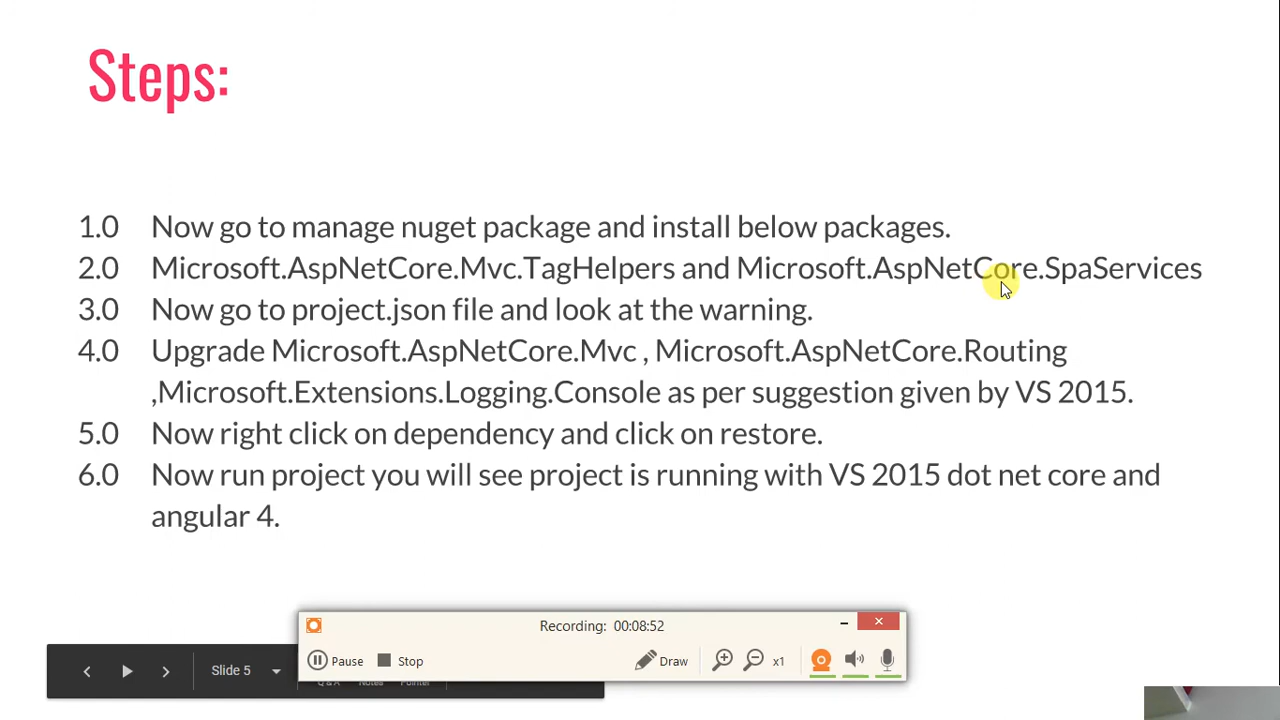 Steps:
1.0 Now go to manage nuget package and install below packages.
2.0 Microsoft.AspNetCore.Mvc.TagHelpers and Microsoft.AspNetCore.SpaServices
3.0 Now go to project.json file and look at the warning.
4.0 Upgrade Microsoft.AspNetCore.Mvc , Microsoft.AspNetCore.Routing
,Microsoft.Extensions.Logging.Console as per suggestion given by VS 2015.
5.0 Now right click on dependency and click on restore.
6.0 Now run project you will see project is running with VS 2015 dot net core and
angular 4.
Recording: 00:08:52
Pause Stop Draw x1
Slide 5
Q & A Notes Pointer